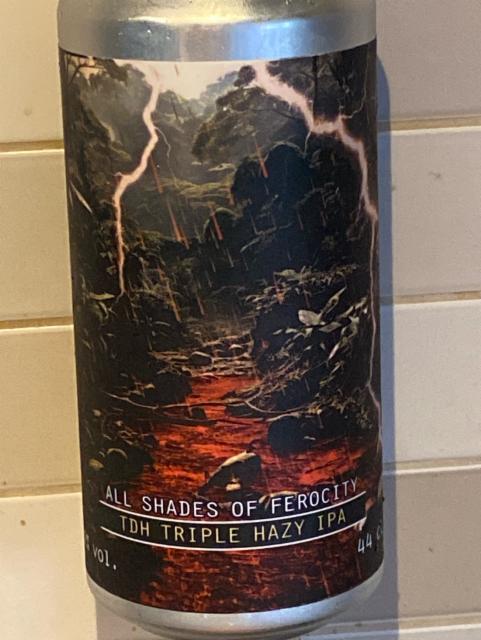 ALL SHADES OF FEROCITY
TDH TRIPLE HAZY IPA
vol.
44